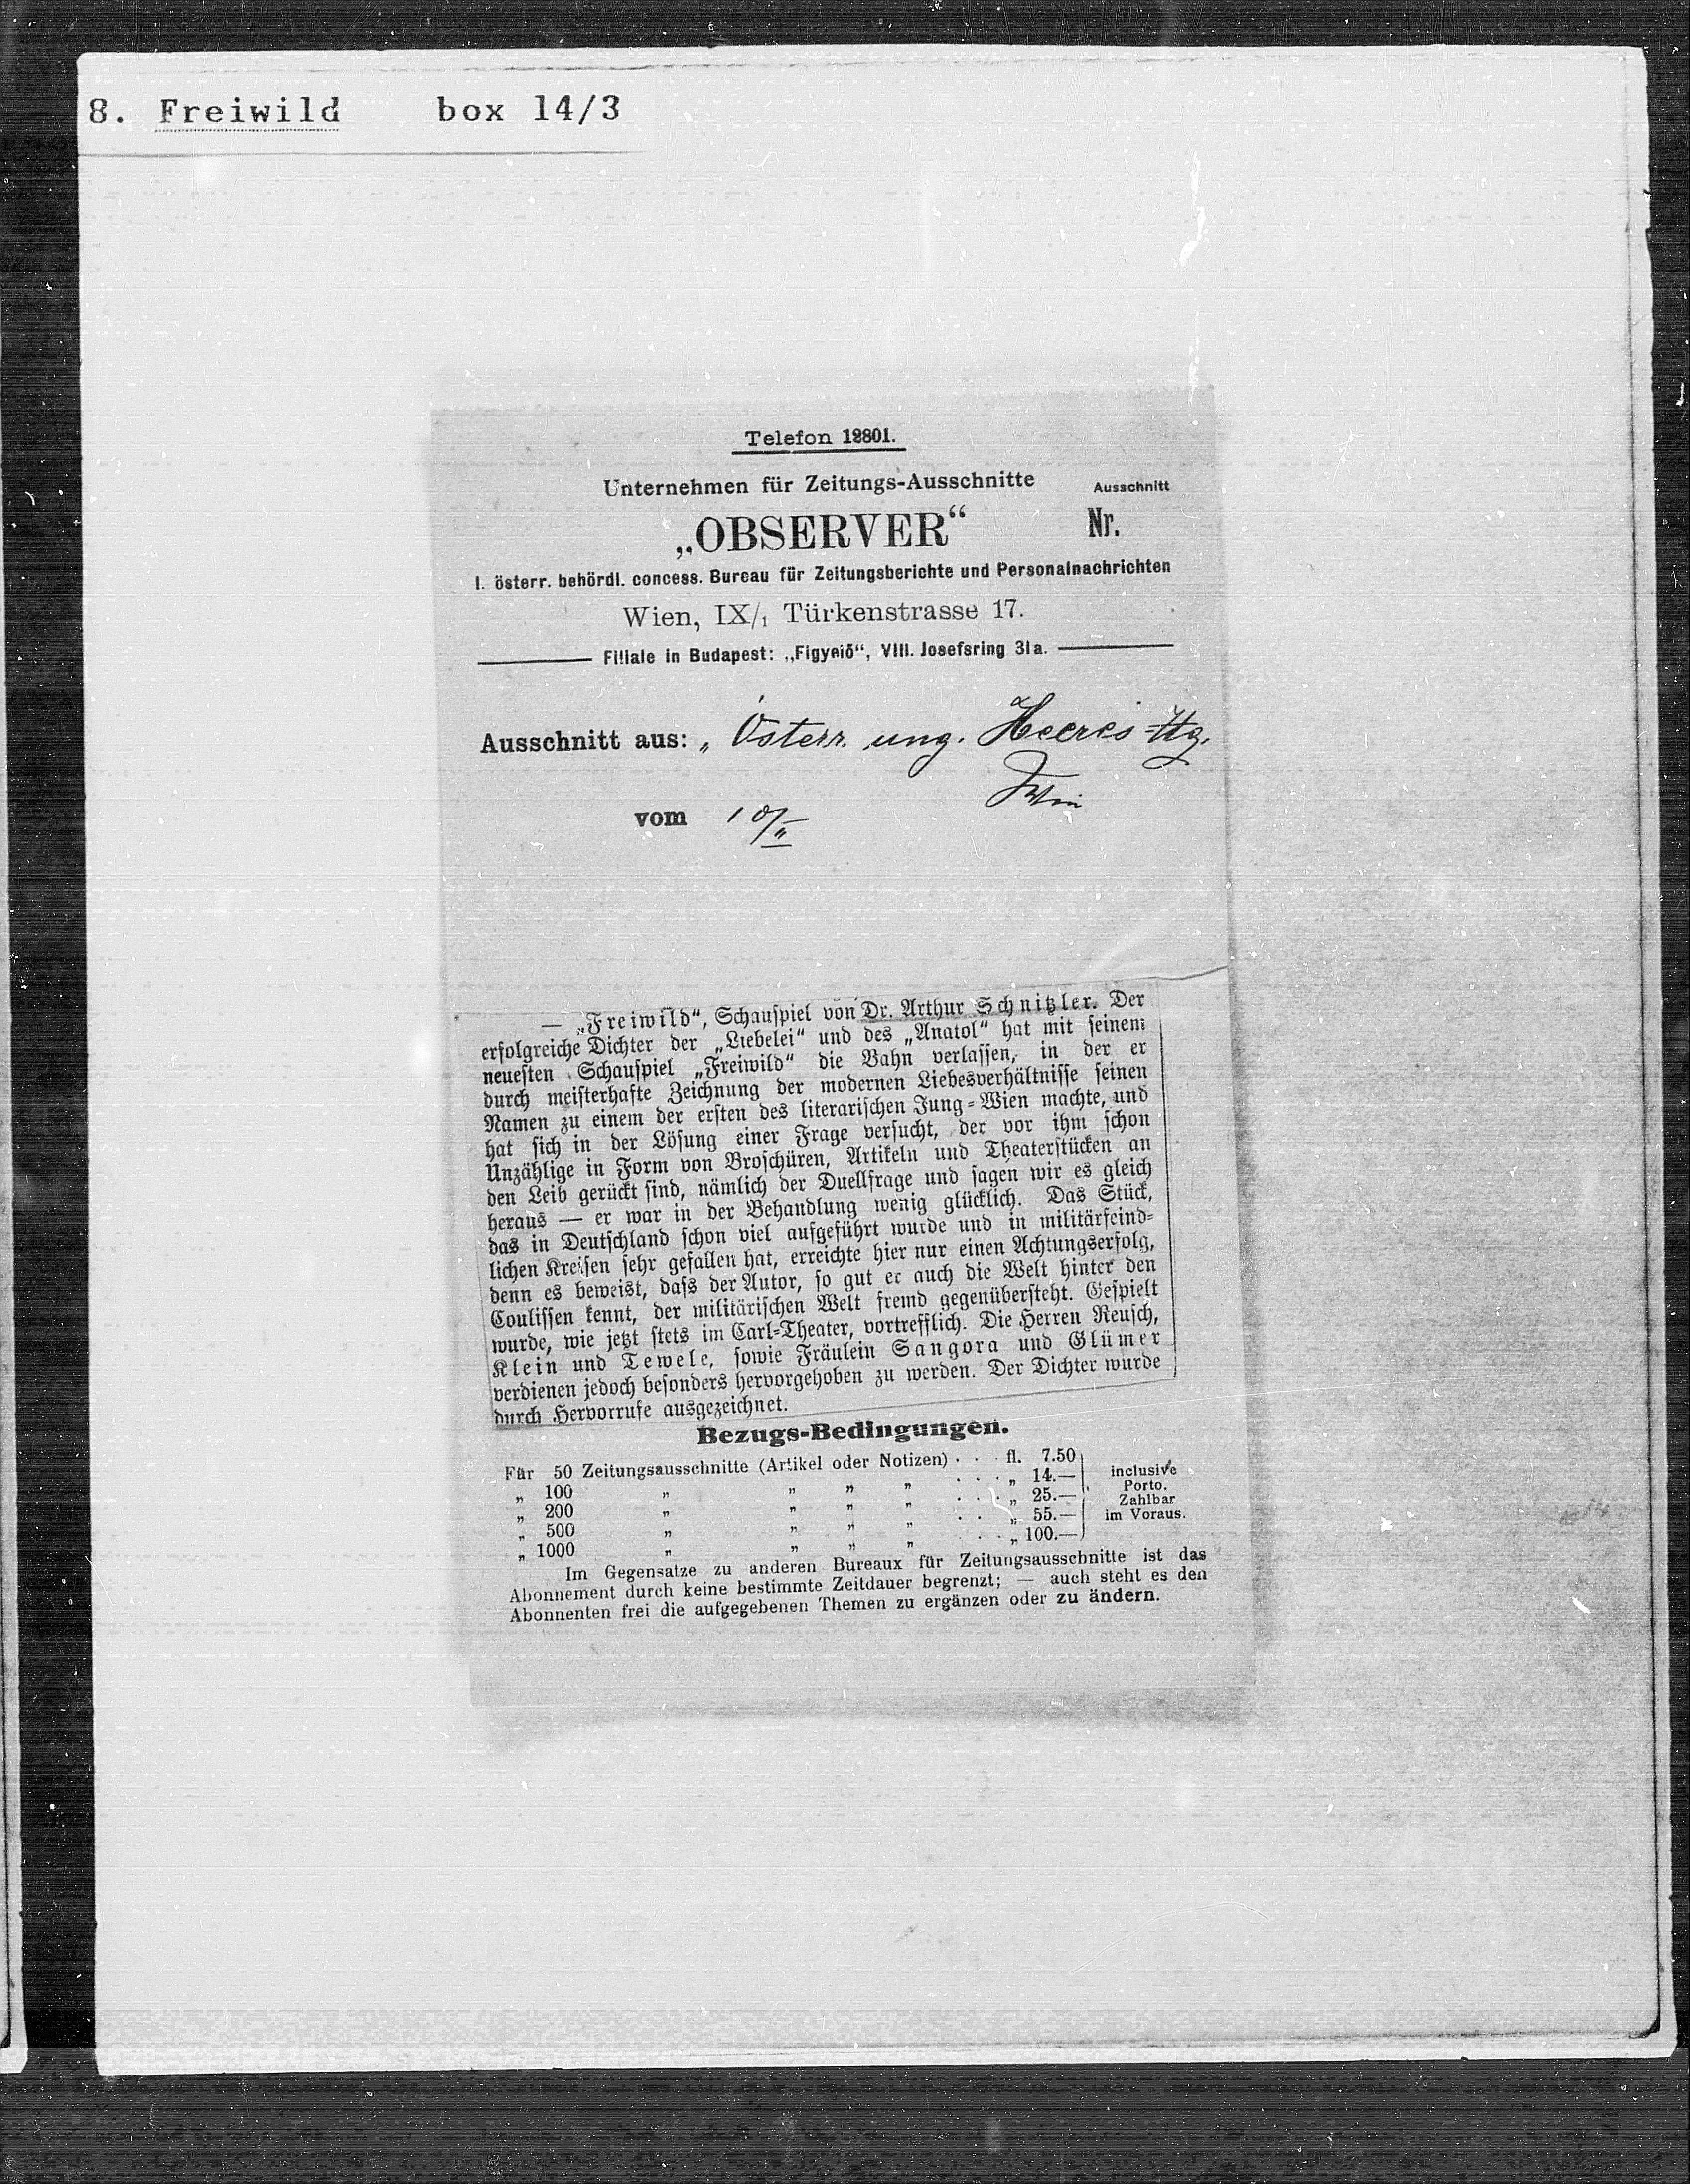 8. Freiwild box 14/3
Telefon 12801.
Unternehmen für Zeitungs-Ausschnitte
Ausschnitt
„OBSERVER“
Nr.
I. österr. behördl. concess. Bureau für Zeitungsberichte und Personalnachrichten
Wien, IX/1 Türkenstrasse 17.
Filiale in Budapest: „Figyelő“, VIII. Josefsring 31a.
Ausschnitt aus: „ Österr. ung. Heeres-Ztg.
Wien
vom 10/II
— „Freiwild“, Schauspiel von Dr. Arthur Schnitzler. Der
erfolgreiche Dichter der „Liebelei“ und des „Anatol“ hat mit seinem
neuesten Schauspiel „Freiwild“ die Bahn verlassen, in der er
durch meisterhafte Zeichnung der modernen Liebesverhältnisse seinen
Namen zu einem der ersten des literarischen Jung-Wien machte, und
hat sich in der Lösung einer Frage versucht, der vor ihm schon
Unzählige in Form von Broschüren, Artikeln und Theaterstücken an
den Leib gerückt sind, nämlich der Duellfrage und sagen wir es gleich
heraus — er war in der Behandlung wenig glücklich. Das Stück,
das in Deutschland schon viel aufgeführt wurde und in militärfeind-
lichen Kreisen sehr gefallen hat, erreichte hier nur einen Achtungserfolg,
denn es beweist, dass der Autor, so gut er auch die Welt hinter den
Coulissen kennt, der militärischen Welt fremd gegenübersteht. Gespielt
wurde, wie jetzt stets im Carl-Theater, vortrefflich. Die Herren Reusch,
Klein und Tewele, sowie Fräulein Sangora und Glümer
verdienen jedoch besonders hervorgehoben zu werden. Der Dichter wurde
durch Hervorrufe ausgezeichnet.
Bezugs-Bedingungen.
Für 50 Zeitungsausschnitte (Artikel oder Notizen) . . . fl. 7.50
„ 100 „ „ „ „ . . . „ 14.—
„ 200 „ „ „ „ . . . „ 25.—
„ 500 „ „ „ „ . . „ 55.—
„ 1000 „ „ „ „ . . . „ 100.—
inclusive
Porto.
Zahlbar
im Voraus.
Im Gegensatze zu anderen Bureaux für Zeitungsausschnitte ist das
Abonnement durch keine bestimmte Zeitdauer begrenzt; — auch steht es den
Abonnenten frei die aufgegebenen Themen zu ergänzen oder zu ändern.